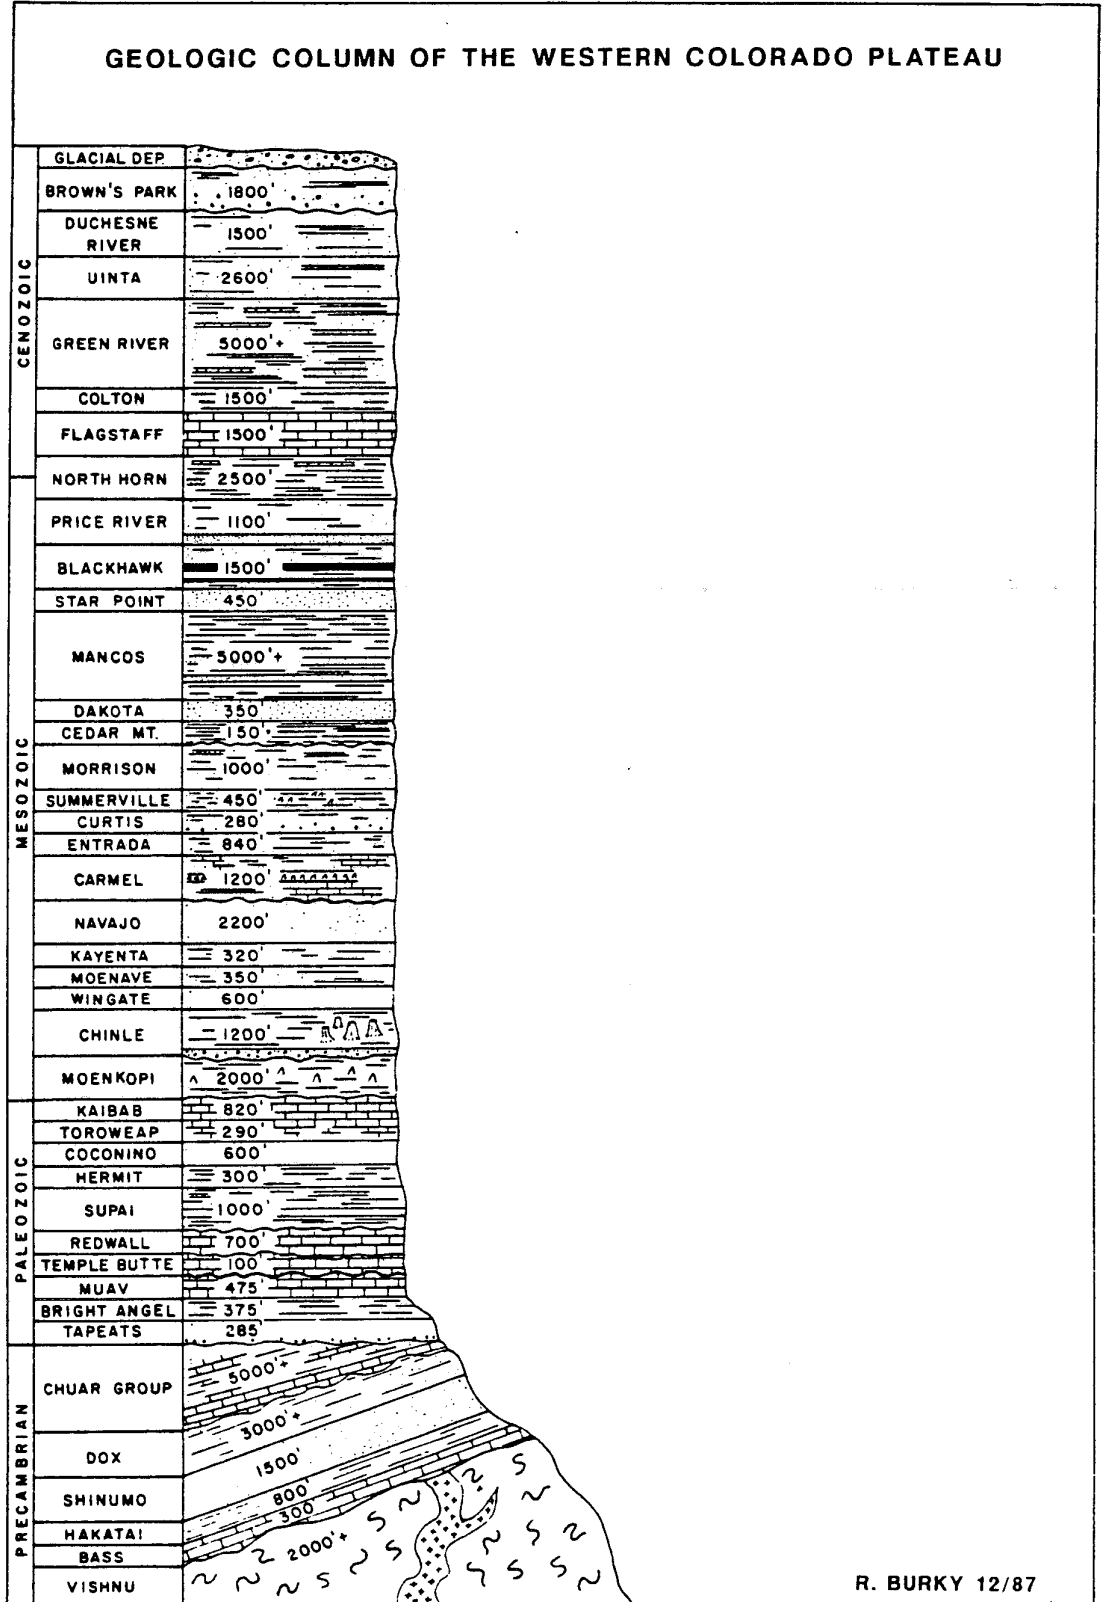 GEOLOGIC COLUMN OF THE WESTERN COLORADO PLATEAU
CENOZOIC
GLACIAL DEP.
BROWN'S PARK 1800'
DUCHESNE
RIVER 1500'
UINTA 2600'
GREEN RIVER 5000'+
COLTON 1500'
FLAGSTAFF 1500'
NORTH HORN 2500'
MESOZOIC
PRICE RIVER 1100'
BLACKHAWK 1500'
STAR POINT 450'
MANCOS 5000'+
DAKOTA 350'
CEDAR MT. 150'+
MORRISON 1000'
SUMMERVILLE 450'
CURTIS 280'
ENTRADA 840'
CARMEL 1200'
NAVAJO 2200'
KAYENTA 320'
MOENAVE 350'
WINGATE 600'
CHINLE 1200'
MOENKOPI 2000'
PALEOZOIC
KAIBAB 820'
TOROWEAP 290'
COCONINO 600'
HERMIT 300'
SUPAI 1000'
REDWALL 700'
TEMPLE BUTTE 100'
MUAV 475'
BRIGHT ANGEL 375'
TAPEATS 285'
PRECAMBRIAN
CHUAR GROUP 5000'+
DOX 3000'+
SHINUMO 1500'
HAKATAI 800'
BASS 300'
VISHNU 2000'+
R. BURKY 12/87